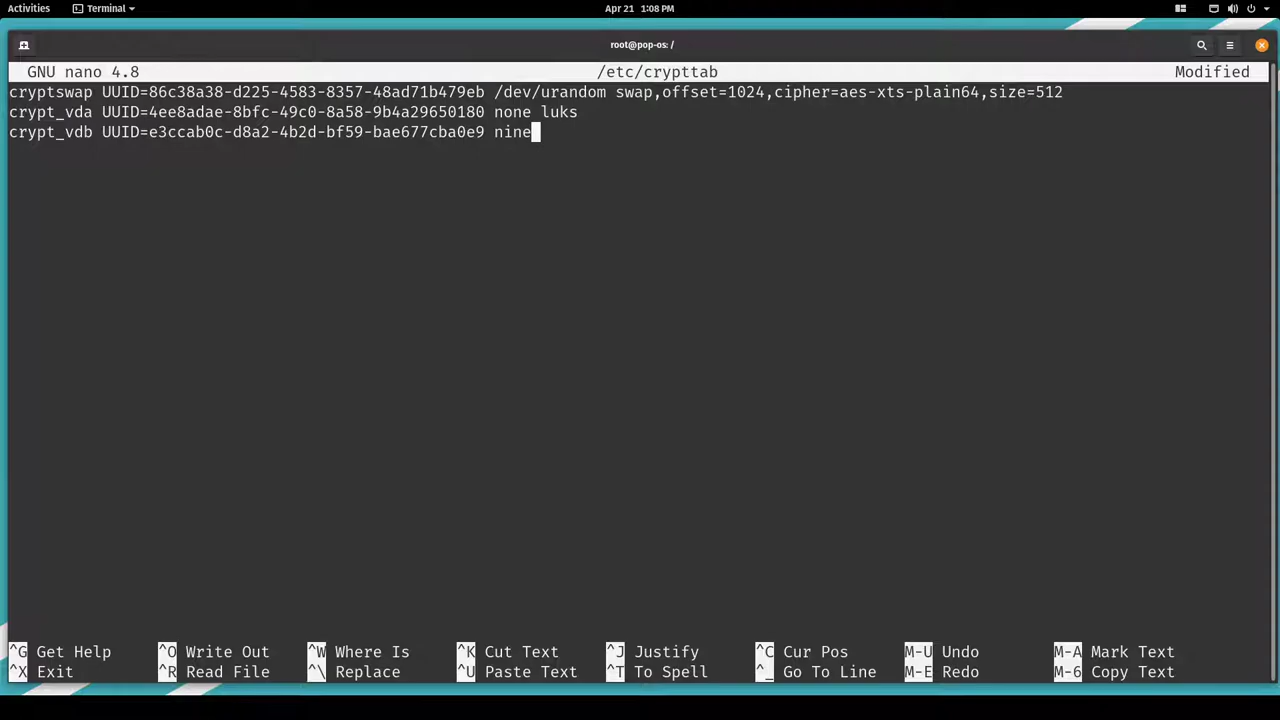 Activities Terminal Apr 21 1:08 PM
root@pop-os: /
GNU nano 4.8 /etc/crypttab Modified
cryptswap UUID=86c38a38-d225-4583-8357-48ad71b479eb /dev/urandom swap,offset=1024,cipher=aes-xts-plain64,size=512
crypt_vda UUID=4ee8adae-8bfc-49c0-8a58-9b4a29650180 none luks
crypt_vdb UUID=e3ccab0c-d8a2-4b2d-bf59-bae677cba0e9 nine
^G Get Help ^O Write Out ^W Where Is ^K Cut Text ^J Justify ^C Cur Pos M-U Undo M-A Mark Text
^X Exit ^R Read File ^\ Replace ^U Paste Text ^T To Spell ^_ Go To Line M-E Redo M-6 Copy Text